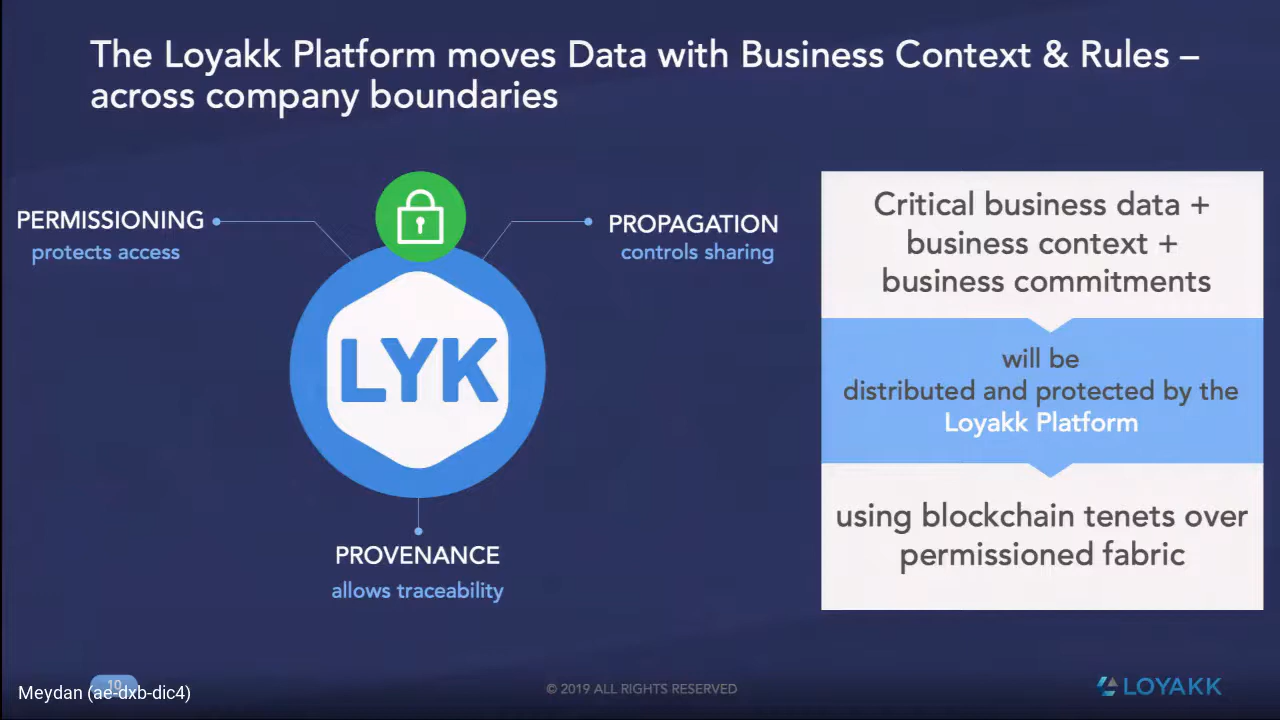 The Loyakk Platform moves Data with Business Context & Rules –
across company boundaries
PERMISSIONING
protects access
PROPAGATION
controls sharing
LYK
PROVENANCE
allows traceability
Critical business data +
business context +
business commitments
will be
distributed and protected by the
Loyakk Platform
using blockchain tenets over
permissioned fabric
10
Meydan (ae-dxb-dic4)
© 2019 ALL RIGHTS RESERVED
LOYAKK